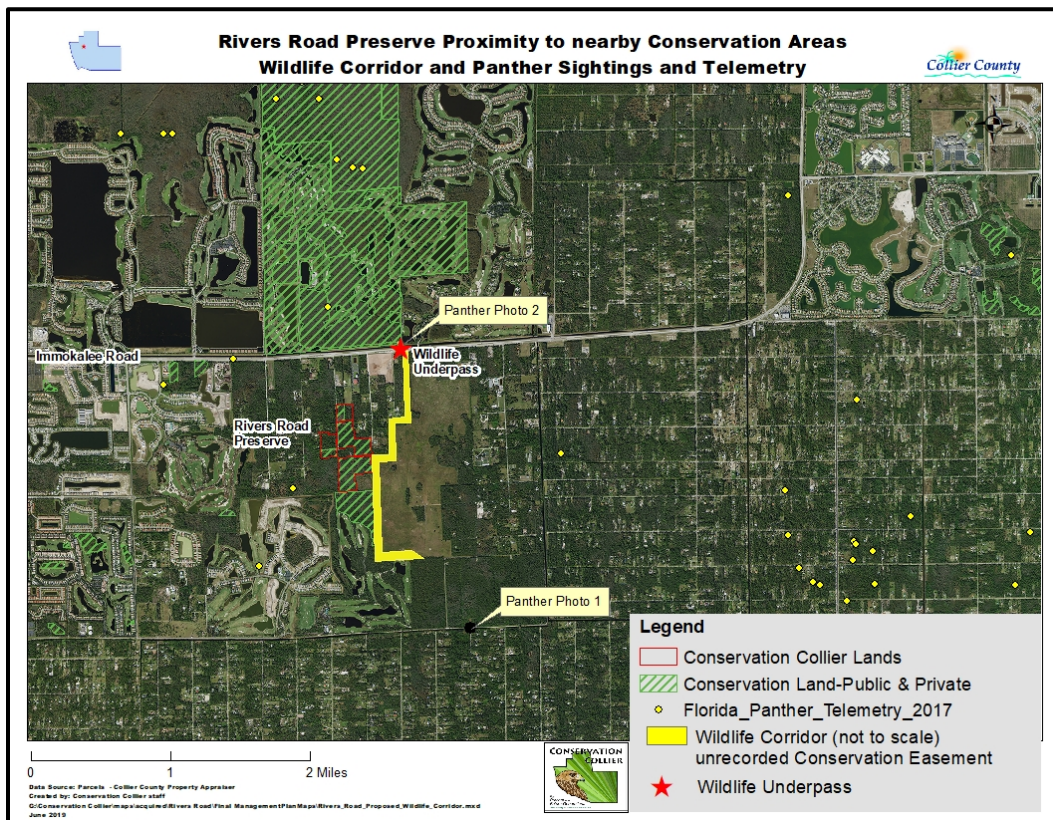 Rivers Road Preserve Proximity to nearby Conservation Areas
Wildlife Corridor and Panther Sightings and Telemetry
Collier County
Panther Photo 2
Immokalee Road
Wildlife
Underpass
Rivers Road
Preserve
Panther Photo 1
Legend
Conservation Collier Lands
Conservation Land-Public & Private
Florida_Panther_Telemetry_2017
Wildlife Corridor (not to scale)
unrecorded Conservation Easement
Wildlife Underpass
0 1 2 Miles
CONSERVATION
COLLIER
Data Source: Parcels - Collier County Property Appraiser
Created by: Conservation Collier staff
G:\Conservation Collier\maps\acquired\Rivers Road\Final ManagementPlanMaps\Rivers_Road_Proposed_Wildlife_Corridor.mxd
June 2019